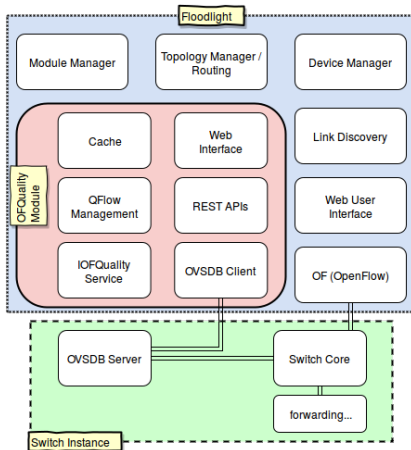 Floodlight
Module Manager
Topology Manager /
Routing
Device Manager
OFQuality
Module
Cache
Web
Interface
Link Discovery
QFlow
Management
REST APIs
Web User
Interface
IOFQuality
Service
OVSDB Client
OF (OpenFlow)
OVSDB Server
Switch Core
forwarding...
Switch Instance